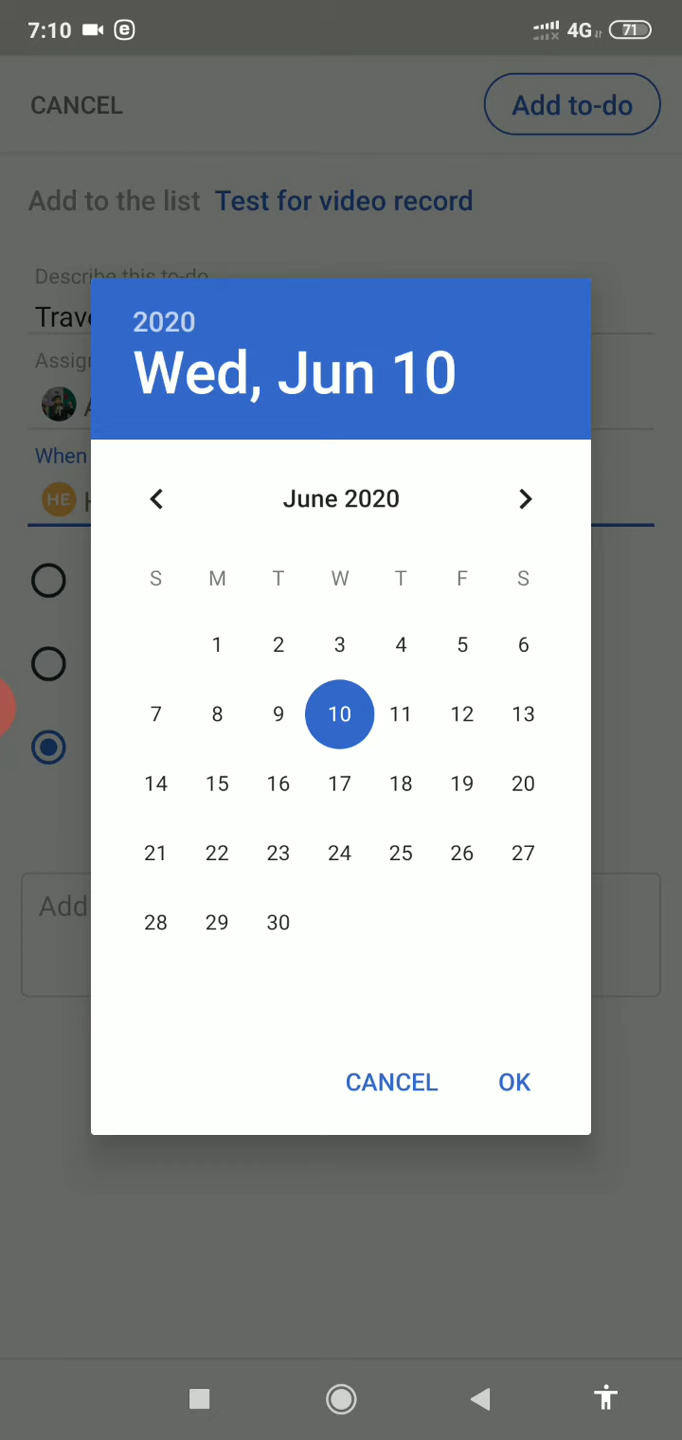 7:10 e 4G 71
CANCEL Add to-do
Add to the list Test for video record
Describe this to-do
2020
Wed, Jun 10
When
HE
June 2020
S M T W T F S
1 2 3 4 5 6
7 8 9 10 11 12 13
14 15 16 17 18 19 20
21 22 23 24 25 26 27
28 29 30
Add
CANCEL OK